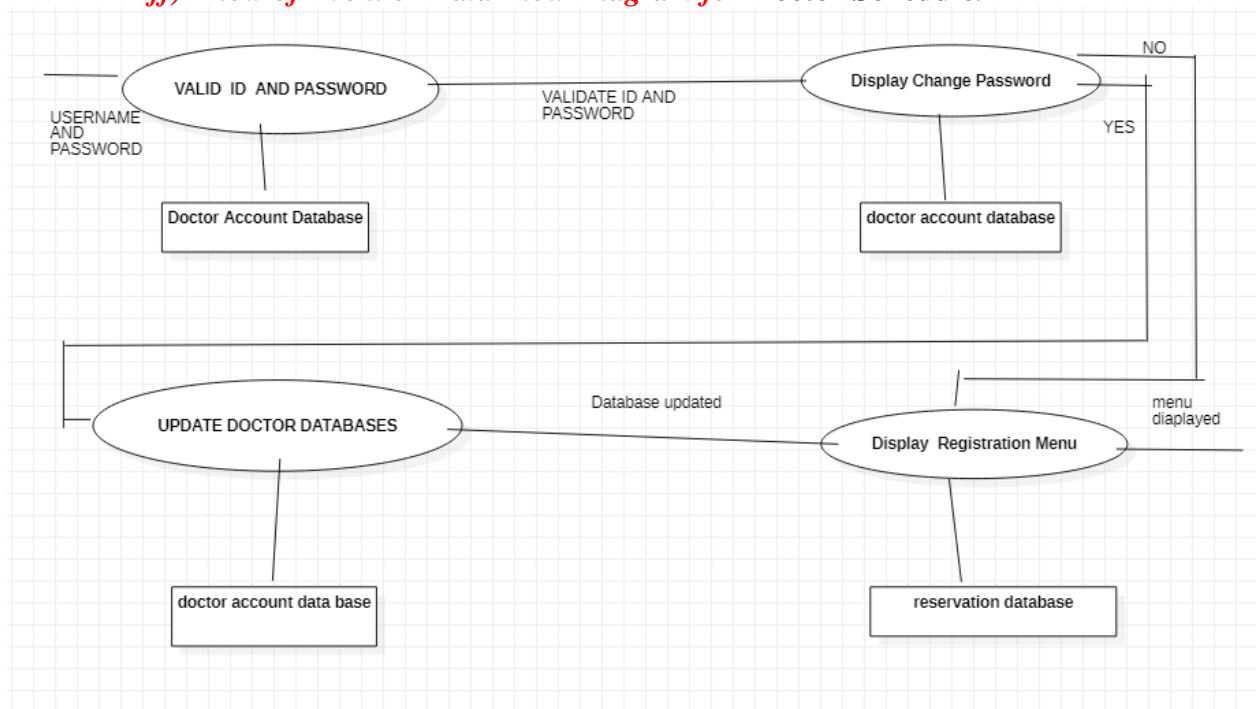 NO
VALID ID AND PASSWORD
Display Change Password
VALIDATE ID AND
PASSWORD
USERNAME
AND
PASSWORD
YES
Doctor Account Database
doctor account database
Database updated
menu
diaplayed
UPDATE DOCTOR DATABASES
Display Registration Menu
doctor account data base
reservation database